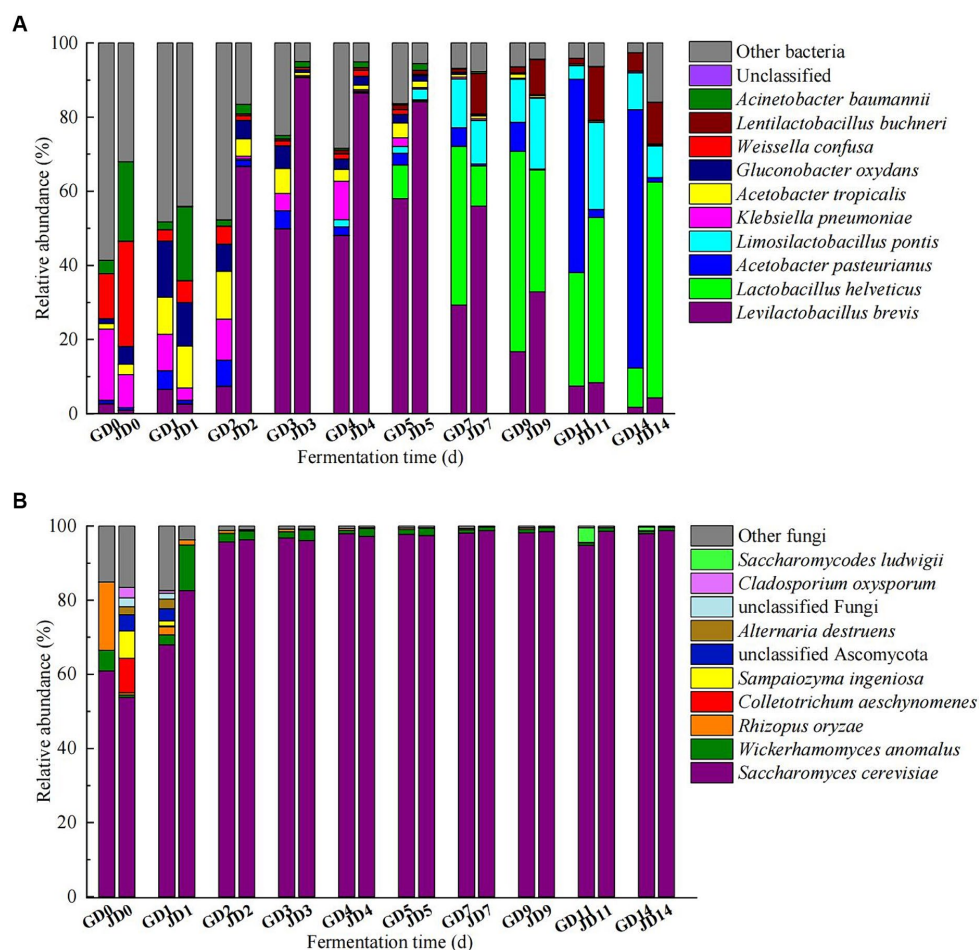 A
Relative abundance (%)
100
80
60
40
20
0
GD0 JD0 GD1 JD1 GD2 JD2 GD3 JD3 GD4 JD4 GD5 JD5 GD7 JD7 GD9 JD9 GD11 JD11 GD14 JD14
Fermentation time (d)
Other bacteria
Unclassified
Acinetobacter baumannii
Lentilactobacillus buchneri
Weissella confusa
Gluconobacter oxydans
Acetobacter tropicalis
Klebsiella pneumoniae
Limosilactobacillus pontis
Acetobacter pasteurianus
Lactobacillus helveticus
Levilactobacillus brevis
B
Relative abundance (%)
100
80
60
40
20
0
GD0 JD0 GD1 JD1 GD2 JD2 GD3 JD3 GD4 JD4 GD5 JD5 GD7 JD7 GD9 JD9 GD11 JD11 GD14 JD14
Fermentation time (d)
Other fungi
Saccharomycodes ludwigii
Cladosporium oxysporum
unclassified Fungi
Alternaria destruens
unclassified Ascomycota
Sampaiozyma ingeniosa
Colletotrichum aeschynomenes
Rhizopus oryzae
Wickerhamomyces anomalus
Saccharomyces cerevisiae